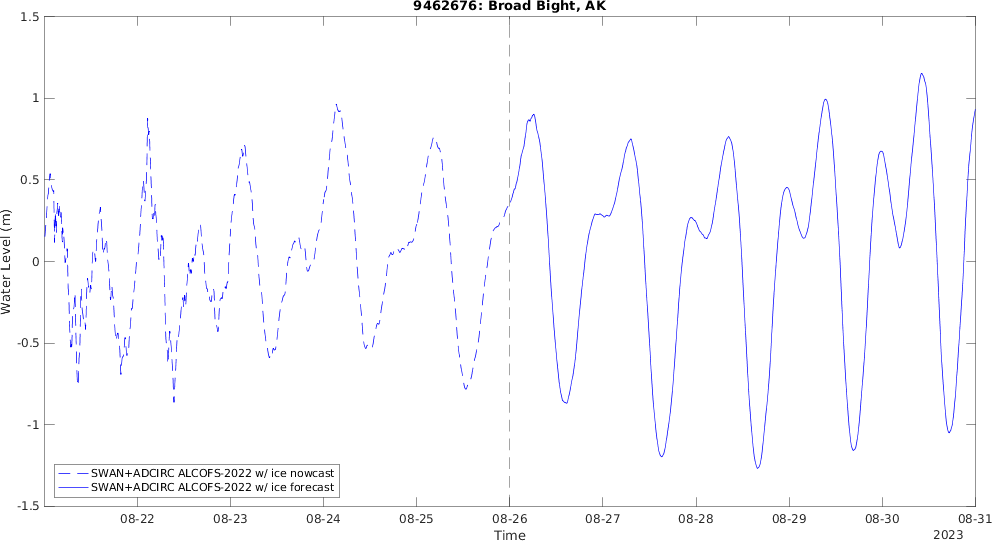 9462676: Broad Bight, AK
1.5
1
0.5
0
-0.5
-1
-1.5
Water Level (m)
SWAN+ADCIRC ALCOFS-2022 w/ ice nowcast
SWAN+ADCIRC ALCOFS-2022 w/ ice forecast
08-22 08-23 08-24 08-25 08-26 08-27 08-28 08-29 08-30 08-31
Time
2023